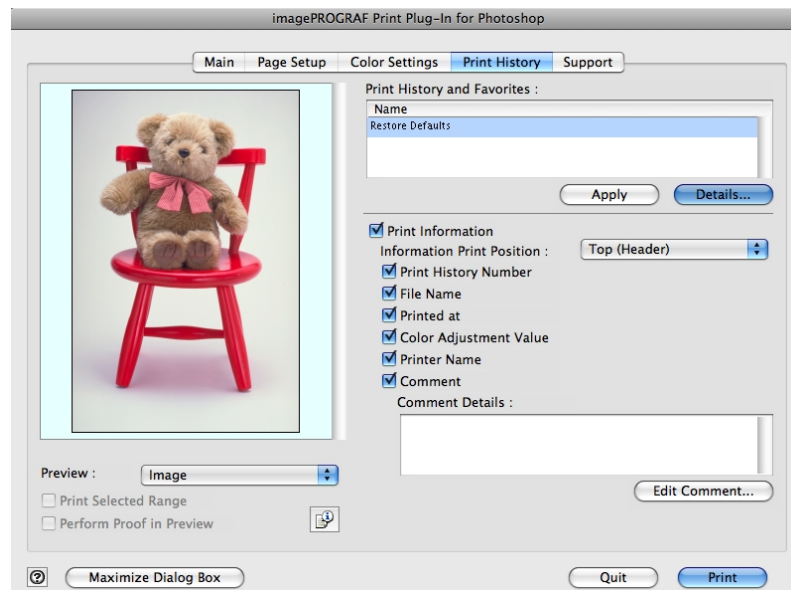 imagePROGRAF Print Plug-In for Photoshop
Main Page Setup Color Settings Print History Support
Print History and Favorites :
Name
Restore Defaults
Apply Details...
Print Information
Information Print Position : Top (Header)
Print History Number
File Name
Printed at
Color Adjustment Value
Printer Name
Comment
Comment Details :
Edit Comment...
Preview : Image
Print Selected Range
Perform Proof in Preview
? Maximize Dialog Box Quit Print